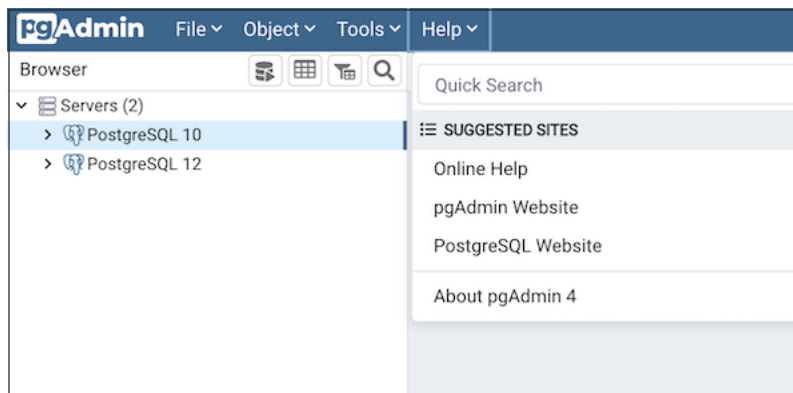 pgAdmin File Object Tools Help
Browser
Quick Search
Servers (2)
SUGGESTED SITES
PostgreSQL 10
PostgreSQL 12
Online Help
pgAdmin Website
PostgreSQL Website
About pgAdmin 4